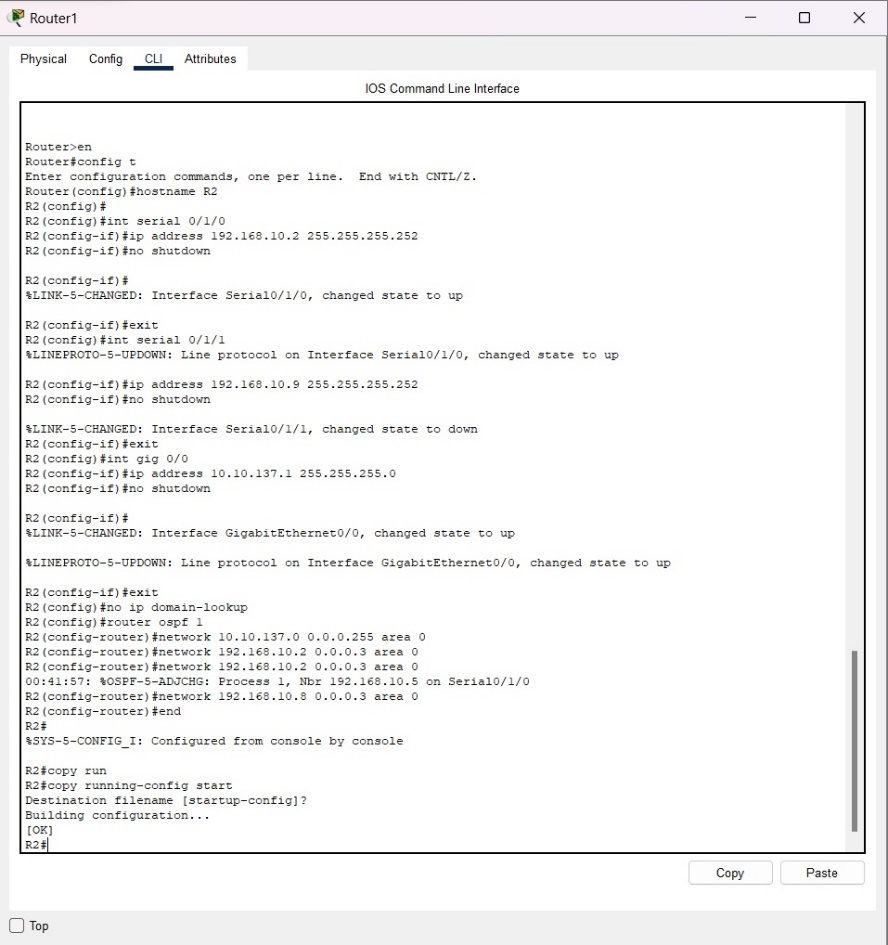 Router1
Physical Config CLI Attributes
IOS Command Line Interface
Router>en
Router#config t
Enter configuration commands, one per line.  End with CNTL/Z.
Router(config)#hostname R2
R2(config)#
R2(config)#int serial 0/1/0
R2(config-if)#ip address 192.168.10.2 255.255.255.252
R2(config-if)#no shutdown
R2(config-if)#
%LINK-5-CHANGED: Interface Serial0/1/0, changed state to up
R2(config-if)#exit
R2(config)#int serial 0/1/1
%LINEPROTO-5-UPDOWN: Line protocol on Interface Serial0/1/0, changed state to up
R2(config-if)#ip address 192.168.10.9 255.255.255.252
R2(config-if)#no shutdown
%LINK-5-CHANGED: Interface Serial0/1/1, changed state to down
R2(config-if)#exit
R2(config)#int gig 0/0
R2(config-if)#ip address 10.10.137.1 255.255.255.0
R2(config-if)#no shutdown
R2(config-if)#
%LINK-5-CHANGED: Interface GigabitEthernet0/0, changed state to up
%LINEPROTO-5-UPDOWN: Line protocol on Interface GigabitEthernet0/0, changed state to up
R2(config-if)#exit
R2(config)#no ip domain-lookup
R2(config)#router ospf 1
R2(config-router)#network 10.10.137.0 0.0.0.255 area 0
R2(config-router)#network 192.168.10.2 0.0.0.3 area 0
R2(config-router)#network 192.168.10.2 0.0.0.3 area 0
00:41:57: %OSPF-5-ADJCHG: Process 1, Nbr 192.168.10.5 on Serial0/1/0
R2(config-router)#network 192.168.10.8 0.0.0.3 area 0
R2(config-router)#end
R2#
%SYS-5-CONFIG_I: Configured from console by console
R2#copy run
R2#copy running-config start
Destination filename [startup-config]?
Building configuration...
[OK]
R2#
Copy Paste
Top